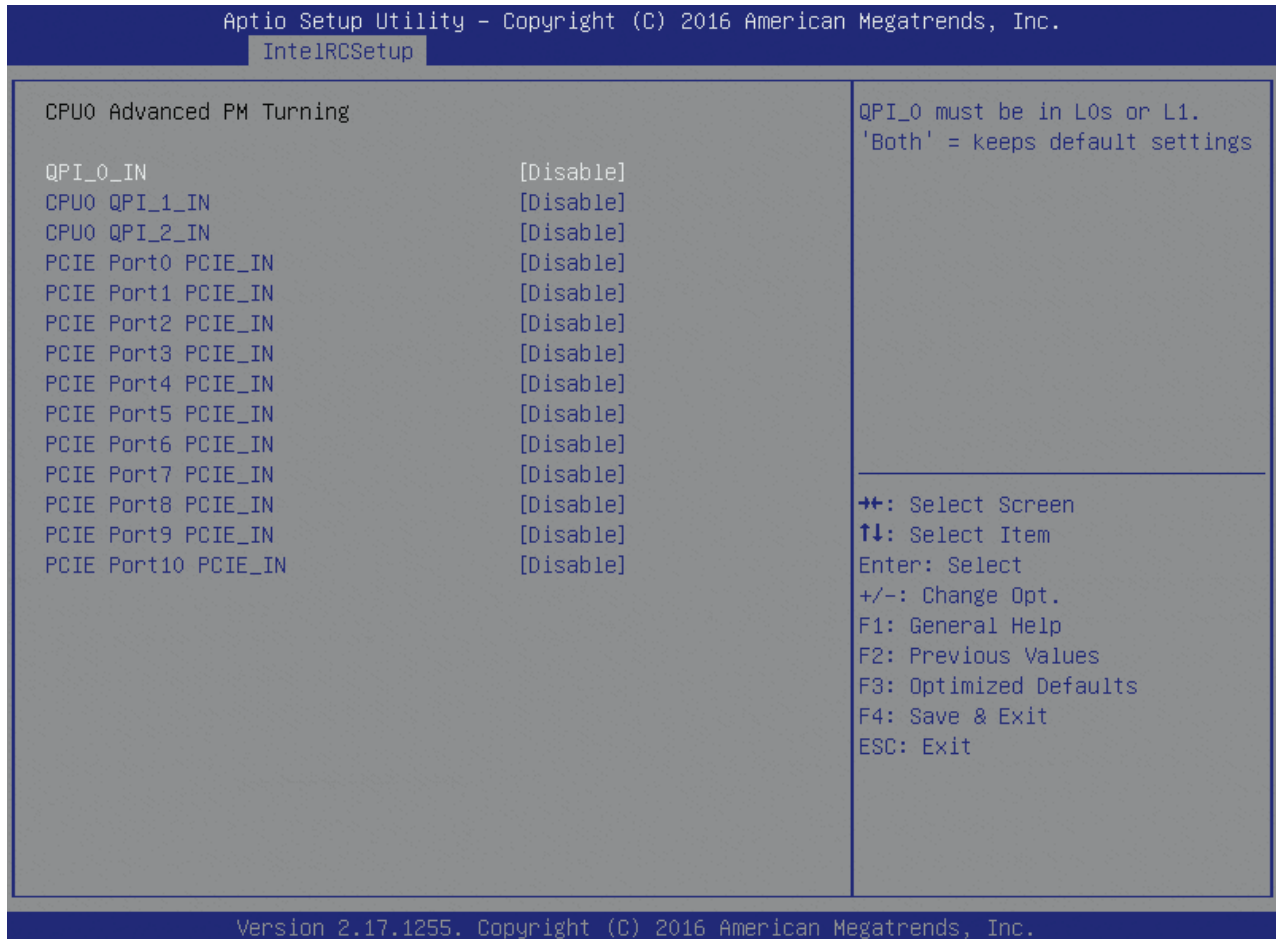 Aptio Setup Utility – Copyright (C) 2016 American Megatrends, Inc.
IntelRCSetup
CPU0 Advanced PM Turning
QPI_0_IN [Disable]
CPU0 QPI_1_IN [Disable]
CPU0 QPI_2_IN [Disable]
PCIE Port0 PCIE_IN [Disable]
PCIE Port1 PCIE_IN [Disable]
PCIE Port2 PCIE_IN [Disable]
PCIE Port3 PCIE_IN [Disable]
PCIE Port4 PCIE_IN [Disable]
PCIE Port5 PCIE_IN [Disable]
PCIE Port6 PCIE_IN [Disable]
PCIE Port7 PCIE_IN [Disable]
PCIE Port8 PCIE_IN [Disable]
PCIE Port9 PCIE_IN [Disable]
PCIE Port10 PCIE_IN [Disable]
QPI_0 must be in L0s or L1.
'Both' = keeps default settings
→←: Select Screen
↑↓: Select Item
Enter: Select
+/-: Change Opt.
F1: General Help
F2: Previous Values
F3: Optimized Defaults
F4: Save & Exit
ESC: Exit
Version 2.17.1255. Copyright (C) 2016 American Megatrends, Inc.